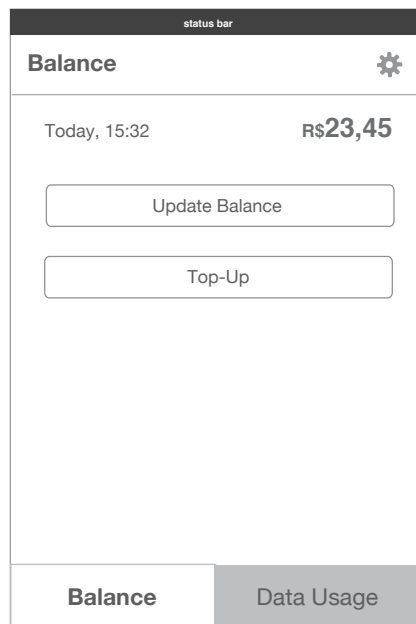 status bar
Balance
Today, 15:32 R$23,45
Update Balance
Top-Up
Balance Data Usage